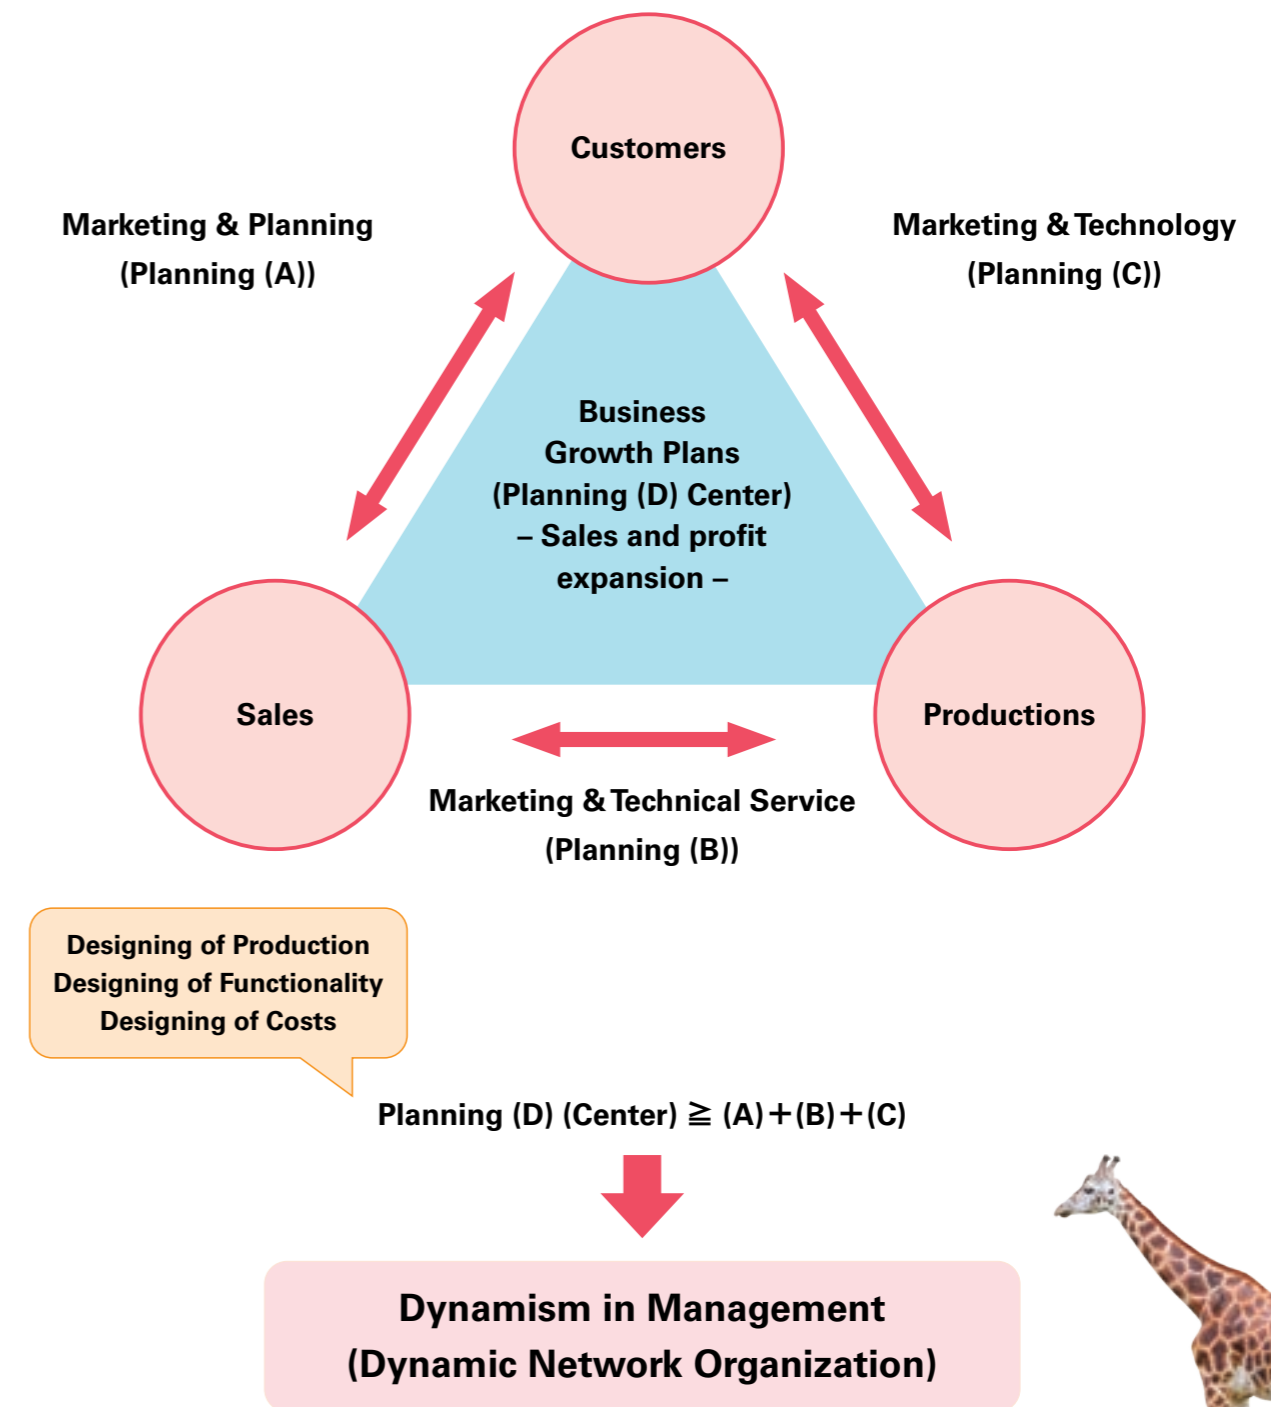 Customers
Marketing & Planning
(Planning (A))
Marketing & Technology
(Planning (C))
Business
Growth Plans
(Planning (D) Center)
– Sales and profit
expansion –
Sales
Productions
Marketing & Technical Service
(Planning (B))
Designing of Production
Designing of Functionality
Designing of Costs
Planning (D) (Center) ≧ (A)+(B)+(C)
Dynamism in Management
(Dynamic Network Organization)